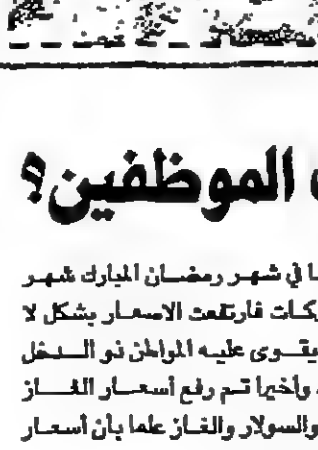 الموظفين؟
ا في شهر رمضان المبارك شهر
ركات فارتفعت الاسعار بشكل لا
يقوى عليه المواطن ذو الدخل
، وأخيرا تم رفع أسعار الغاز
والسولار والغاز علما بأن أسعار